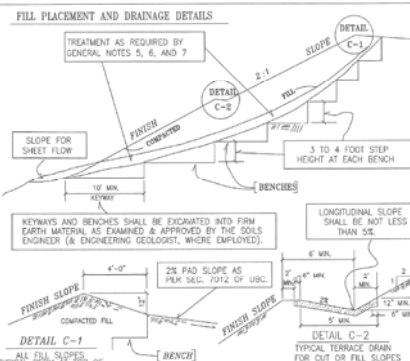 FILL PLACEMENT AND DRAINAGE DETAILS
DETAIL
C-1
TREATMENT AS REQUIRED BY
GENERAL NOTES 5, 6, AND 7
SLOPE
2:1
DETAIL
C-2
FILL
FINISH
COMPACTED
SLOPE FOR
SHEET FLOW
3 TO 4 FOOT STEP
HEIGHT AT EACH BENCH
10' MIN.
KEYWAY
[BENCHES]
KEYWAYS AND BENCHES SHALL BE EXCAVATED INTO FIRM
EARTH MATERIAL AS EXAMINED & APPROVED BY THE SOILS
ENGINEER (& ENGINEERING GEOLOGIST, WHERE EMPLOYED).
LONGITUDINAL SLOPE
SHALL BE NOT LESS
THAN 5%.
4'-0"
2% PAD SLOPE AS
PER SEC. 7012 OF UBC.
6' MIN.
2'
MIN.
6" MIN.
2'
MIN.
FINISH SLOPE
COMPACTED FILL
FINISH SLOPE
5' MIN.
12" MIN.
6" MIN
DETAIL C-1
ALL FILL SLOPES
[BENCH]
DETAIL C-2
TYPICAL TERRACE DRAIN
FOR CUT OR FILL SLOPES